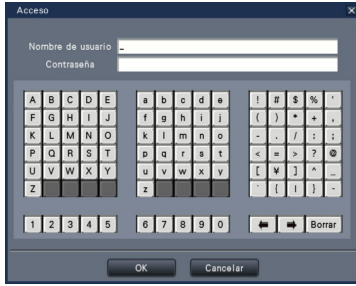 Acceso
Nombre de usuario _
Contraseña
A B C D E a b c d e ! # $ % '
F G H I J f g h i j ( ) * + ,
K L M N O k l m n o - . / : ;
P Q R S T p q r s t < = > ? @
U V W X Y u v w x y [ ¥ ] ^ _
Z z ` { | } -
1 2 3 4 5 6 7 8 9 0 ← → Borrar
OK Cancelar